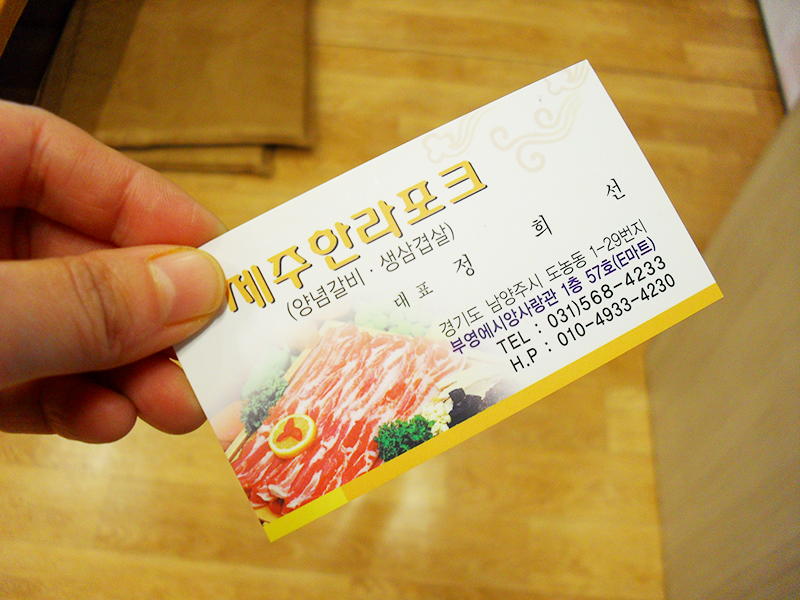 제주한라포크
(양념갈비 · 생삼겹살)
대표 정 희 선
경기도 남양주시 도농동 1-29번지
부영에시앙사랑관 1층 57호(E마트)
TEL : 031)568-4233
H.P : 010-4933-4230